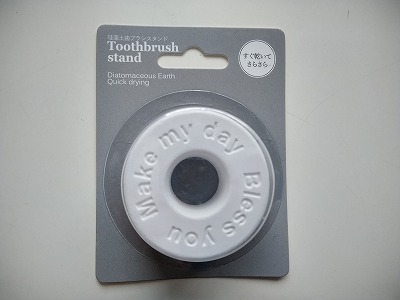 珪藻土歯ブラシスタンド
Toothbrush
stand
Diatomaceous Earth
Quick drying
すぐ乾いて
さらさら
Make my day
Bless you